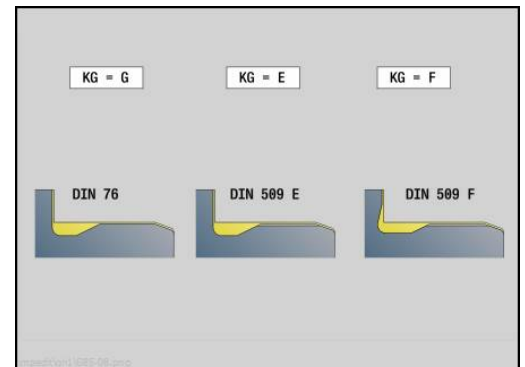 KG = G KG = E KG = F
DIN 76 DIN 509 E DIN 509 F